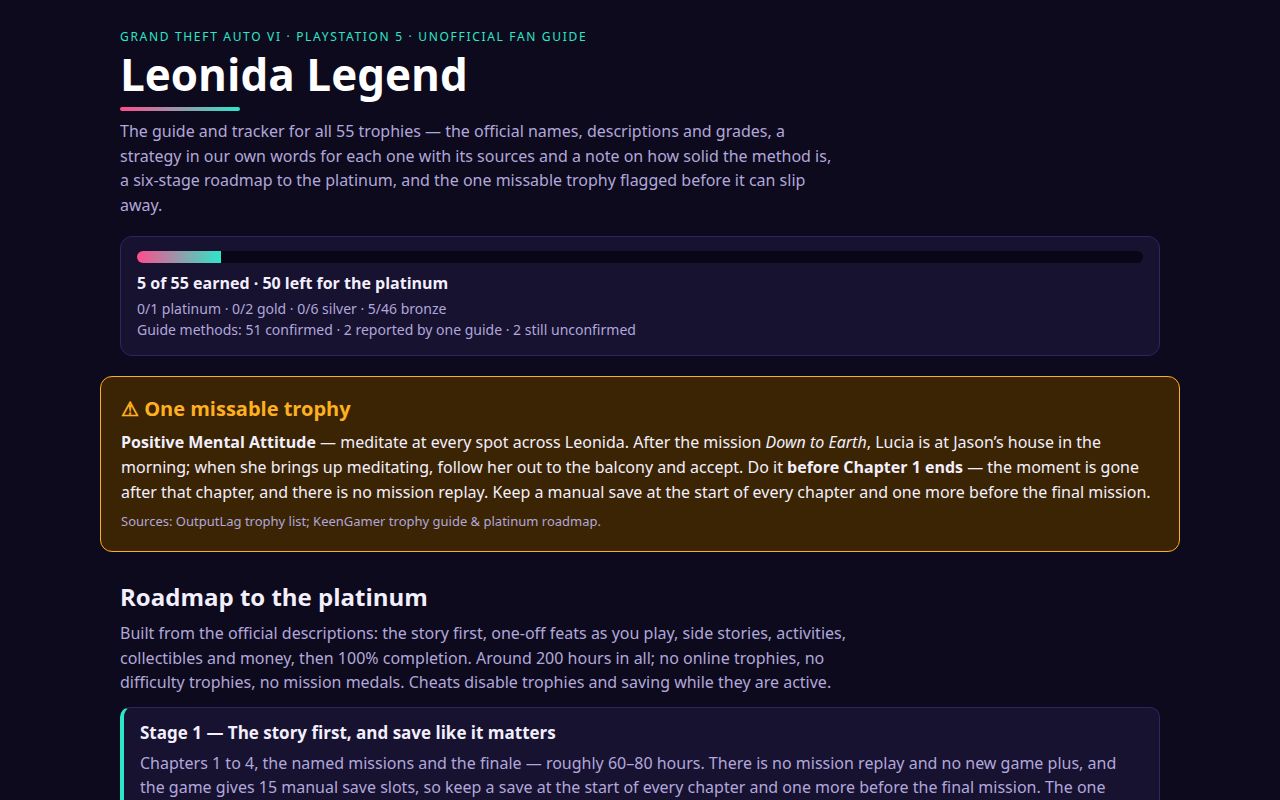 GRAND THEFT AUTO VI · PLAYSTATION 5 · UNOFFICIAL FAN GUIDE
Leonida Legend
The guide and tracker for all 55 trophies — the official names, descriptions and grades, a
strategy in our own words for each one with its sources and a note on how solid the method is,
a six-stage roadmap to the platinum, and the one missable trophy flagged before it can slip
away.
5 of 55 earned · 50 left for the platinum
0/1 platinum · 0/2 gold · 0/6 silver · 5/46 bronze
Guide methods: 51 confirmed · 2 reported by one guide · 2 still unconfirmed
⚠ One missable trophy
Positive Mental Attitude — meditate at every spot across Leonida. After the mission Down to Earth, Lucia is at Jason’s house in the
morning; when she brings up meditating, follow her out to the balcony and accept. Do it before Chapter 1 ends — the moment is gone
after that chapter, and there is no mission replay. Keep a manual save at the start of every chapter and one more before the final mission.
Sources: OutputLag trophy list; KeenGamer trophy guide & platinum roadmap.
Roadmap to the platinum
Built from the official descriptions: the story first, one-off feats as you play, side stories, activities,
collectibles and money, then 100% completion. Around 200 hours in all; no online trophies, no
difficulty trophies, no mission medals. Cheats disable trophies and saving while they are active.
Stage 1 — The story first, and save like it matters
Chapters 1 to 4, the named missions and the finale — roughly 60–80 hours. There is no mission replay and no new game plus, and
the game gives 15 manual save slots, so keep a save at the start of every chapter and one more before the final mission. The one